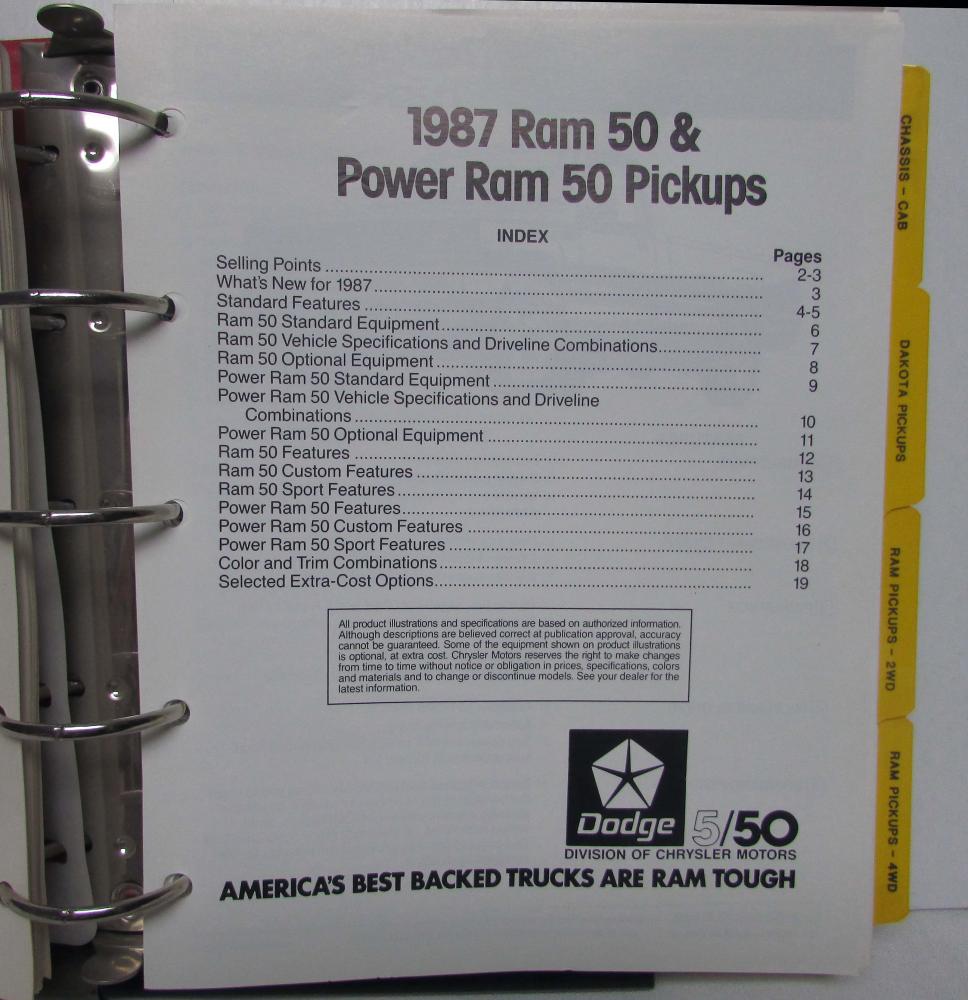 1987 Ram 50 &
Power Ram 50 Pickups
INDEX
Pages
Selling Points ........ 2-3
What's New for 1987 ........ 3
Standard Features ........ 4-5
Ram 50 Standard Equipment ........ 6
Ram 50 Vehicle Specifications and Driveline Combinations ........ 7
Ram 50 Optional Equipment ........ 8
Power Ram 50 Standard Equipment ........ 9
Power Ram 50 Vehicle Specifications and Driveline
Combinations ........ 10
Power Ram 50 Optional Equipment ........ 11
Ram 50 Features ........ 12
Ram 50 Custom Features ........ 13
Ram 50 Sport Features ........ 14
Power Ram 50 Features ........ 15
Power Ram 50 Custom Features ........ 16
Power Ram 50 Sport Features ........ 17
Color and Trim Combinations ........ 18
Selected Extra-Cost Options ........ 19
All product illustrations and specifications are based on authorized information.
Although descriptions are believed correct at publication approval, accuracy
cannot be guaranteed. Some of the equipment shown on product illustrations
is optional, at extra cost. Chrysler Motors reserves the right to make changes
from time to time without notice or obligation in prices, specifications, colors
and materials and to change or discontinue models. See your dealer for the
latest information.
Dodge 5/50
DIVISION OF CHRYSLER MOTORS
AMERICA'S BEST BACKED TRUCKS ARE RAM TOUGH
CHASSIS – CAB
DAKOTA PICKUPS
RAM PICKUPS – 2WD
RAM PICKUPS – 4WD